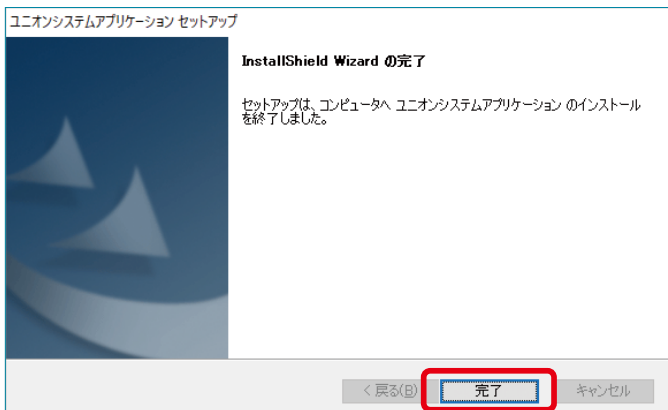 ユニオンシステムアプリケーション セットアップ
InstallShield Wizard の完了
セットアップは、コンピュータへ ユニオンシステムアプリケーション のインストール
を終了しました。
< 戻る(B) 完了 キャンセル